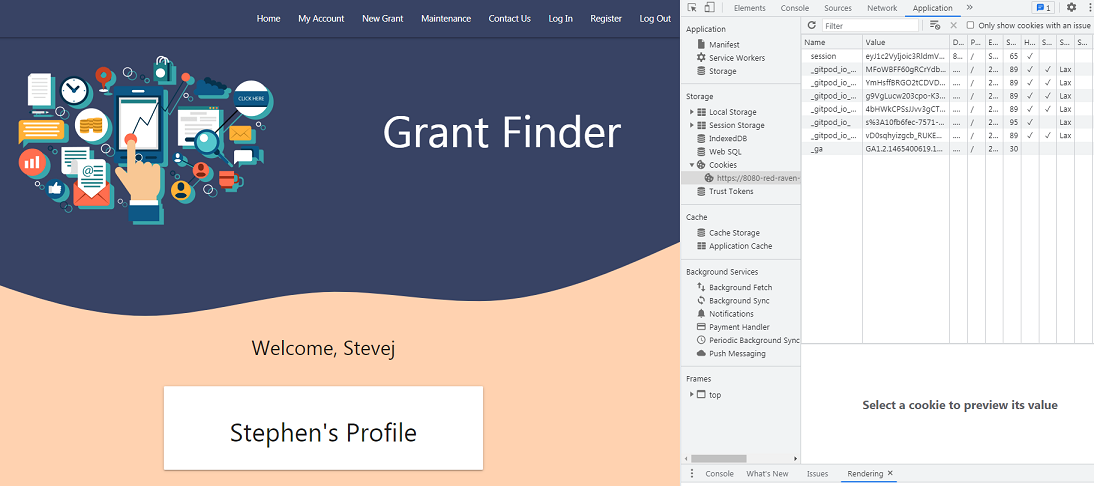 Home My Account New Grant Maintenance Contact Us Log In Register Log Out
CLICK HERE
Grant Finder
Welcome, Stevej
Stephen's Profile
Elements Console Sources Network Application » 1
Application
Manifest
Service Workers
Storage
Storage
Local Storage
Session Storage
IndexedDB
Web SQL
Cookies
https://8080-red-raven-
Trust Tokens
Cache
Cache Storage
Application Cache
Background Services
Background Fetch
Background Sync
Notifications
Payment Handler
Periodic Background Sync
Push Messaging
Frames
top
Filter Only show cookies with an issue
Name Value D... P... E... S... H... S... S... S...
session eyJ1c2VyIjoic3RldmV... 8... / S... 65 ✓
_gitpod_io_... MFoWBFF60gRCrYdb... .... / 2... 89 ✓ ✓ Lax
_gitpod_io_... YmHsffBRGO2tCDVD... .... / 2... 89 ✓ ✓ Lax
_gitpod_io_... g9VgLucw203cpo-K3... .... / 2... 89 ✓ ✓ Lax
_gitpod_io_... 4bHWkCPSsJvv3gCT... .... / 2... 89 ✓ ✓ Lax
_gitpod_io_ s%3A10fb6fec-7571-... .... / 2... 95 ✓ Lax
_gitpod_io_... vD0sqhyizgcb_RUKE... .... / 2... 89 ✓ ✓ Lax
_ga GA1.2.1465400619.1... .... / 2... 30
Select a cookie to preview its value
Console What's New Issues Rendering ×